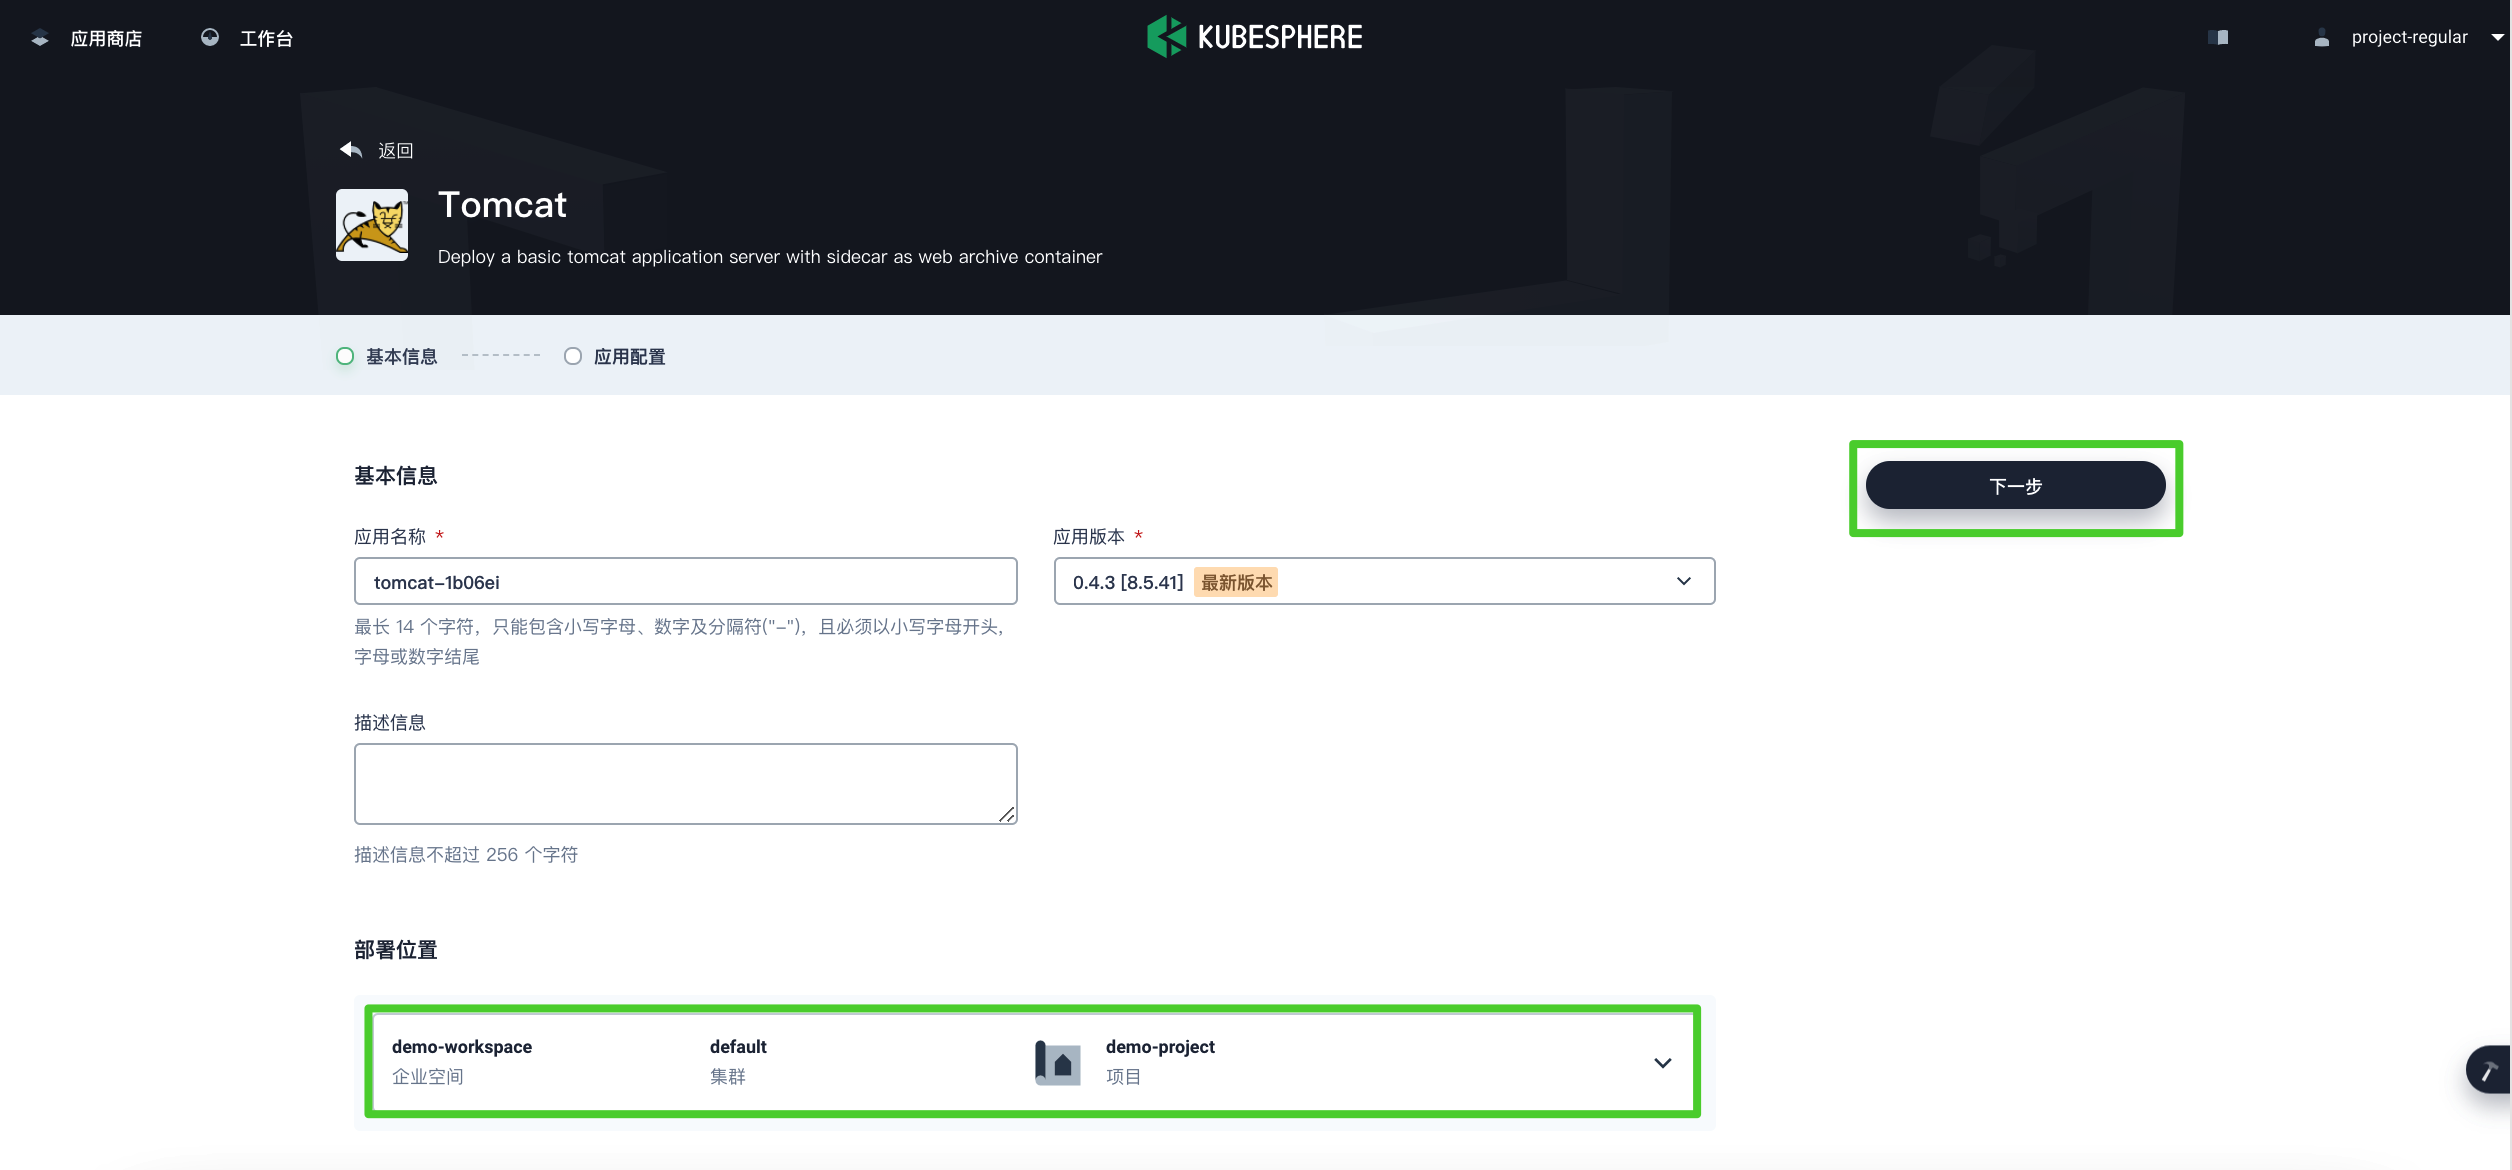 应用商店
工作台
KUBESPHERE
project-regular
返回
Tomcat
Deploy a basic tomcat application server with sidecar as web archive container
基本信息
应用配置
基本信息
下一步
应用名称 *
应用版本 *
tomcat-1b06ei
0.4.3 [8.5.41] 最新版本
最长 14 个字符，只能包含小写字母、数字及分隔符("-")，且必须以小写字母开头，
字母或数字结尾
描述信息
描述信息不超过 256 个字符
部署位置
demo-workspace
企业空间
default
集群
demo-project
项目